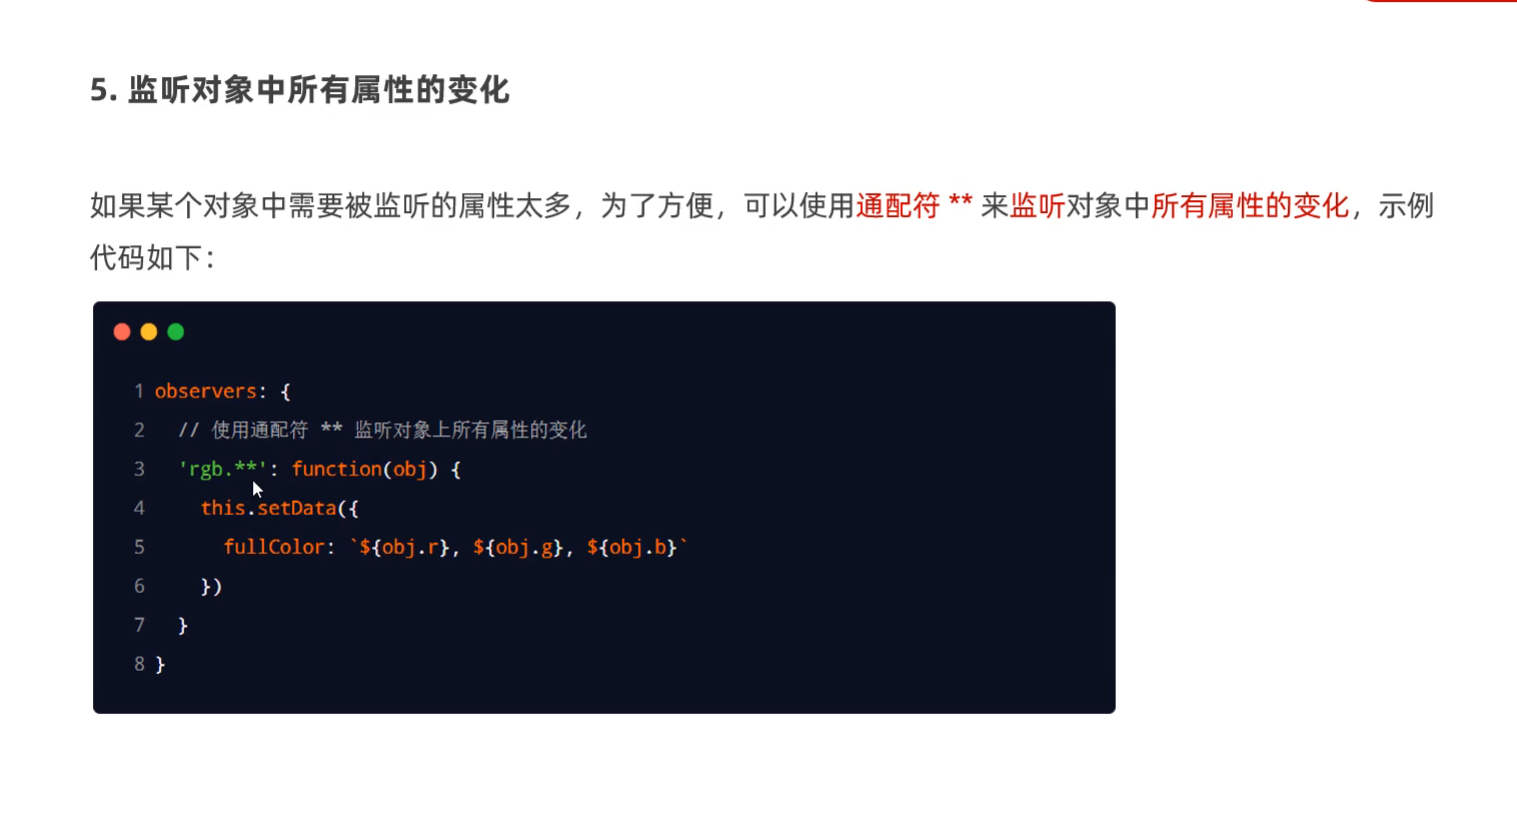 5. 监听对象中所有属性的变化
如果某个对象中需要被监听的属性太多，为了方便，可以使用通配符 ** 来监听对象中所有属性的变化，示例
代码如下：
1 observers: {
2   // 使用通配符 ** 监听对象上所有属性的变化
3   'rgb.**': function(obj) {
4     this.setData({
5       fullColor: `${obj.r}, ${obj.g}, ${obj.b}`
6     })
7   }
8 }